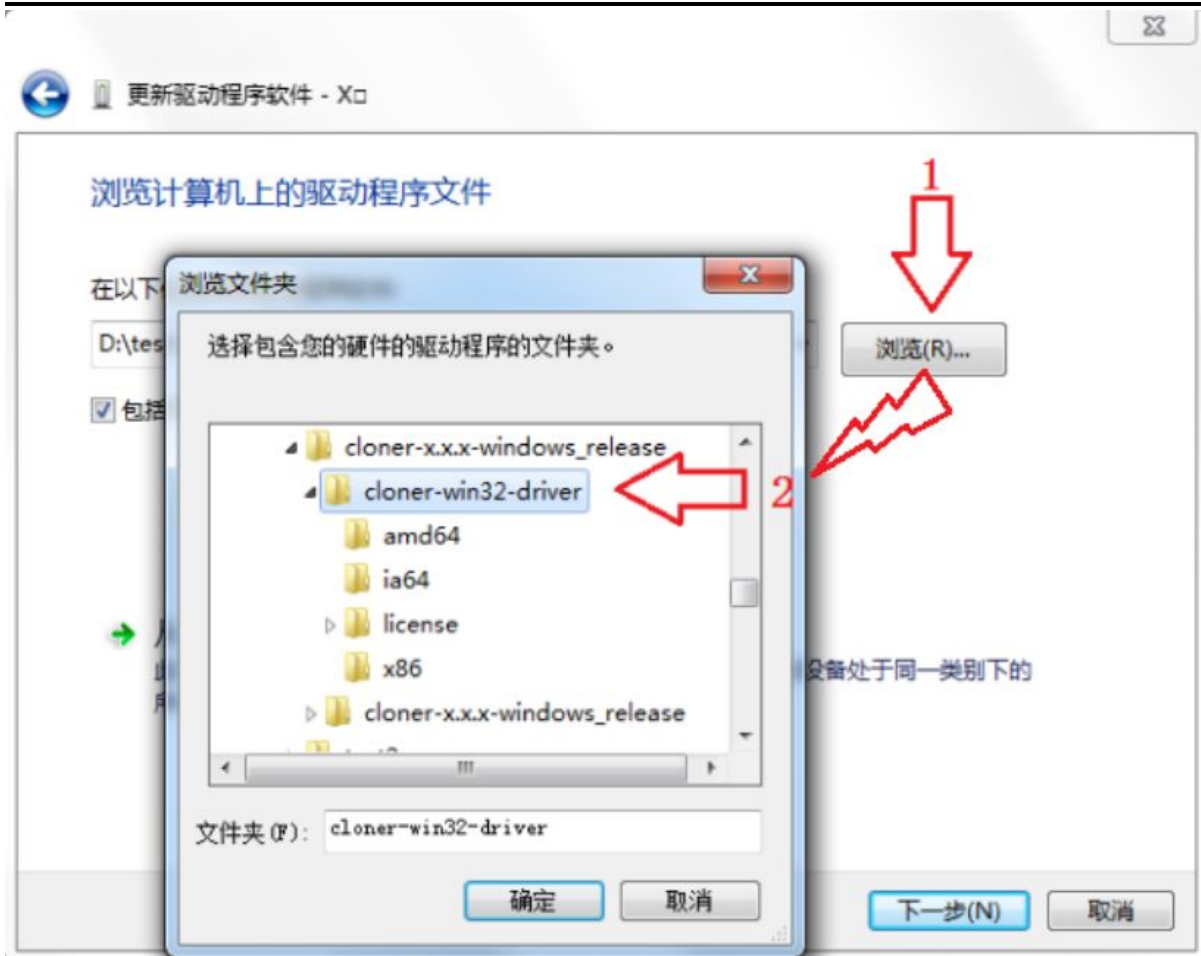 更新驱动程序软件 - X□
浏览计算机上的驱动程序文件
1
在以下
浏览文件夹
D:\tes
选择包含您的硬件的驱动程序的文件夹。
浏览(R)...
包括
cloner-x.x.x-windows_release
cloner-win32-driver
2
amd64
ia64
license
x86
设备处于同一类别下的
cloner-x.x.x-windows_release
文件夹(F): cloner-win32-driver
确定
取消
下一步(N)
取消